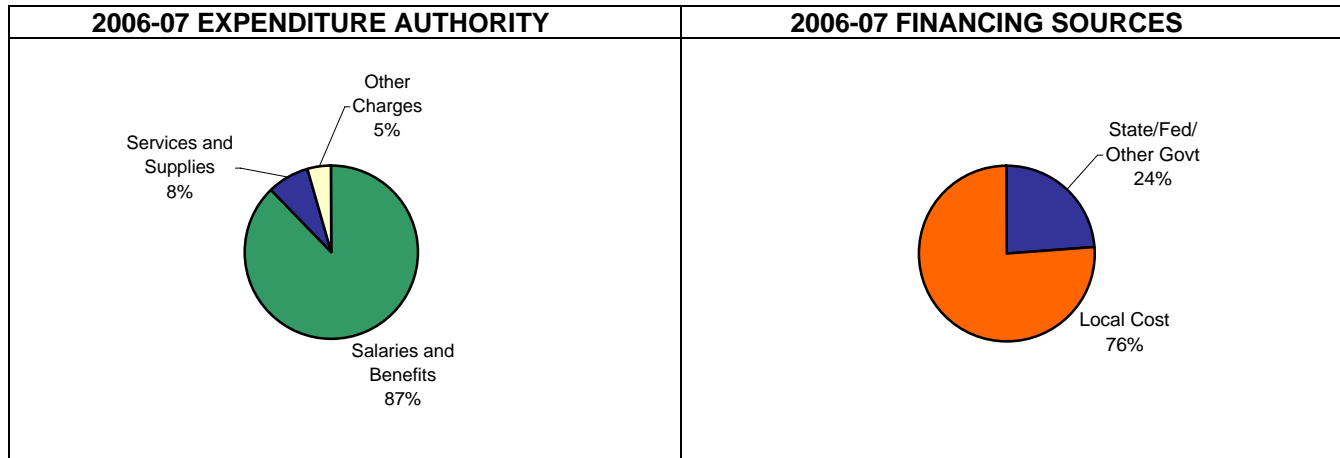 2006-07 EXPENDITURE AUTHORITY
Other
Charges
5%
Services and
Supplies
8%
Salaries and
Benefits
87%
2006-07 FINANCING SOURCES
State/Fed/
Other Govt
24%
Local Cost
76%